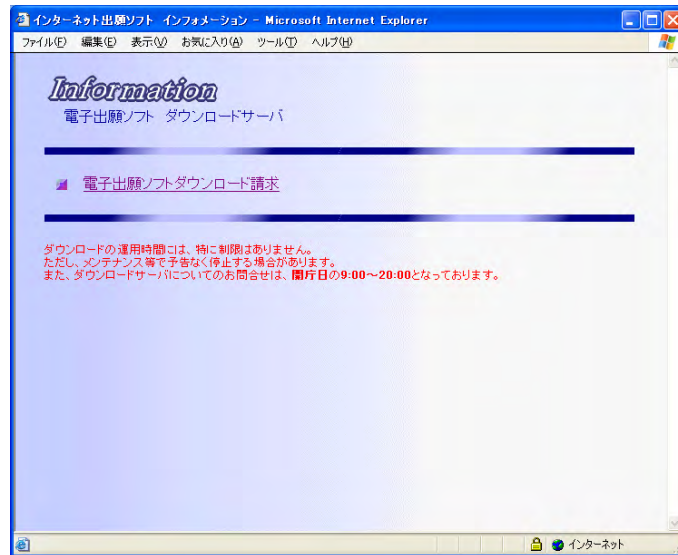 インターネット出願ソフト インフォメーション - Microsoft Internet Explorer
ファイル(F) 編集(E) 表示(V) お気に入り(A) ツール(T) ヘルプ(H)
Information
電子出願ソフト ダウンロードサーバ
電子出願ソフトダウンロード請求
ダウンロードの運用時間には、特に制限はありません。
ただし、メンテナンス等で予告なく停止する場合があります。
また、ダウンロードサーバについてのお問合せは、開庁日の9:00～20:00となっております。
インターネット